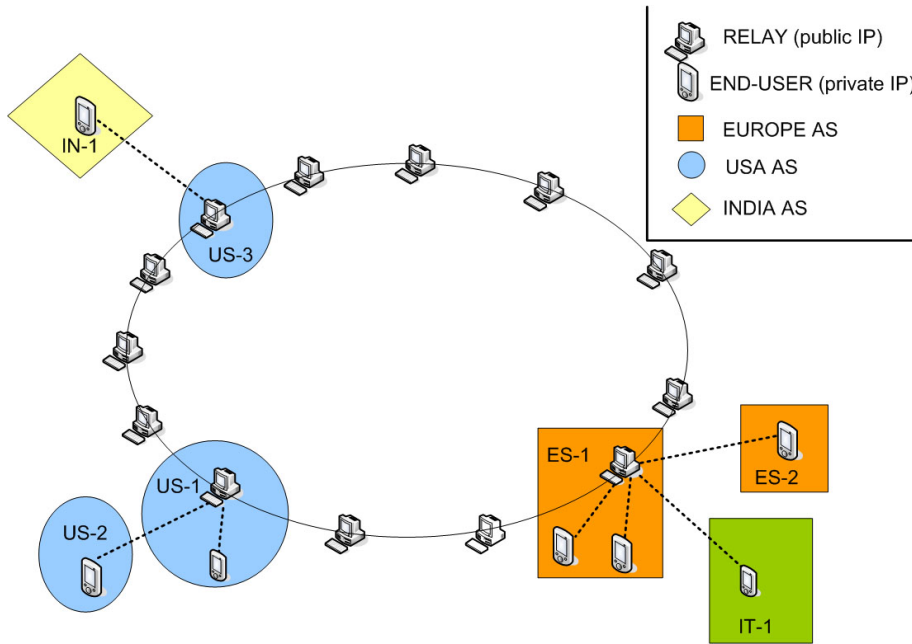 RELAY (public IP)
END-USER (private IP)
EUROPE AS
USA AS
INDIA AS
IN-1
US-3
US-1
US-2
ES-1
ES-2
IT-1